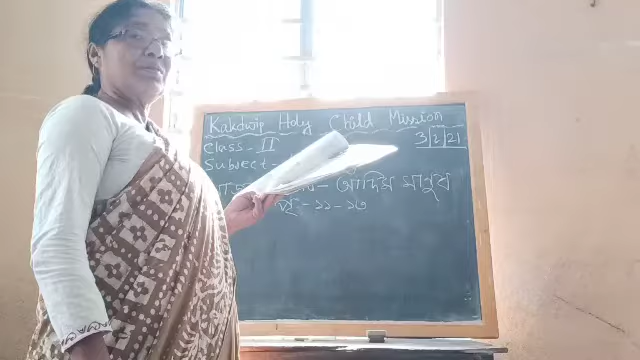 Kakdwip Holy Child Mission
3/2/21
Class - II
Subject -
- আদিম মানুষ
পৃ: - ১১ - ১৩